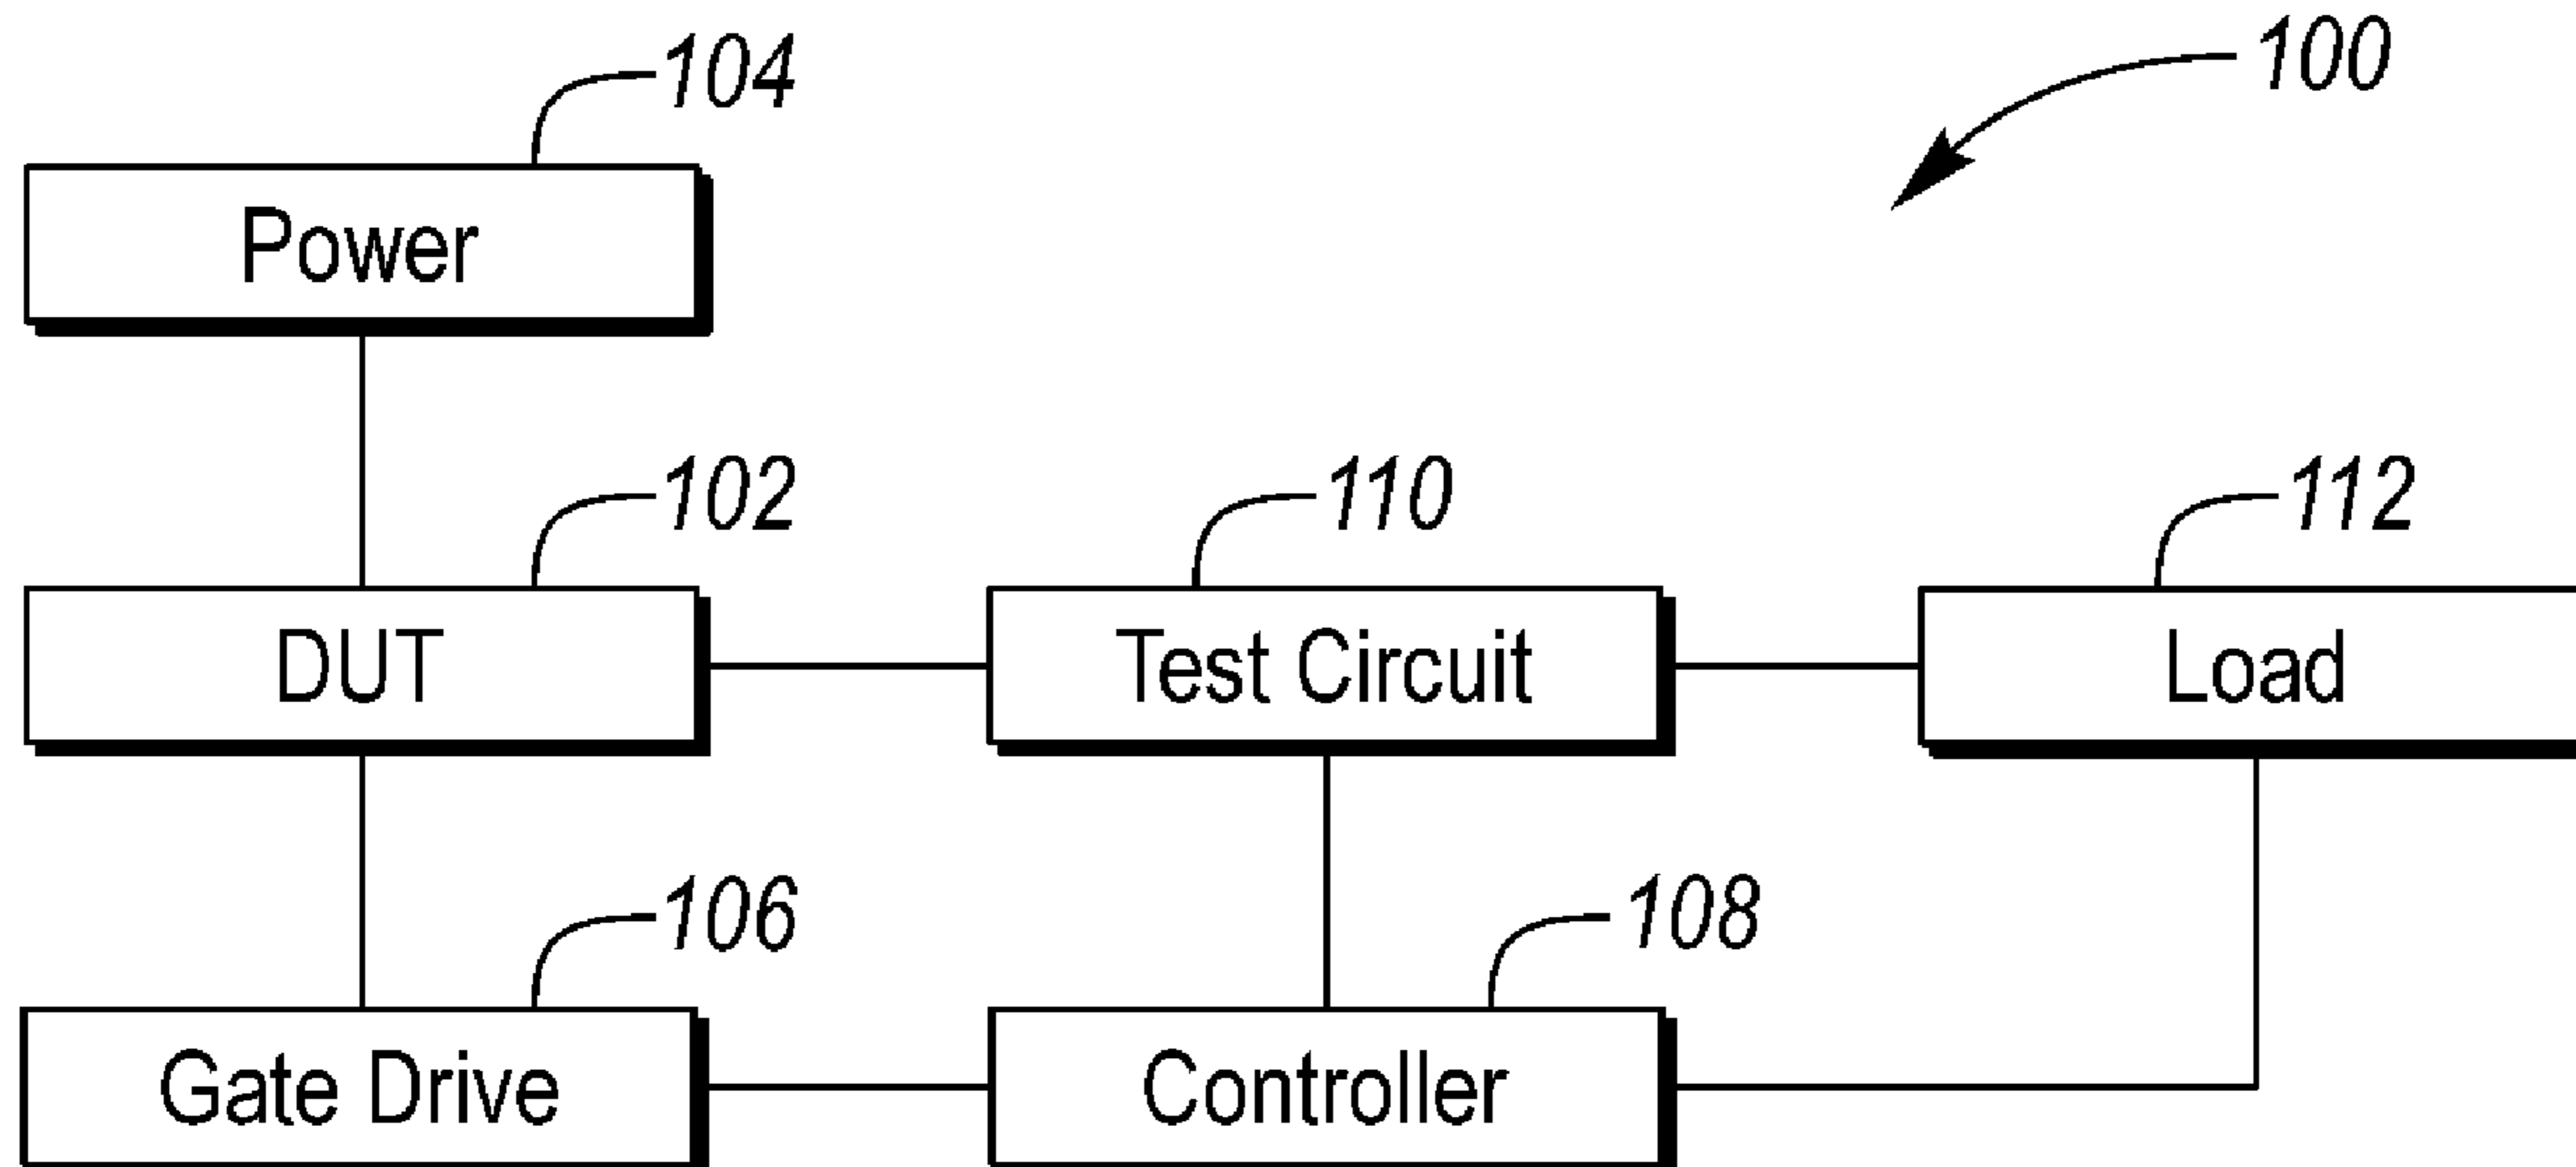 100
104
Power
102
110
112
DUT
Test Circuit
Load
106
108
Gate Drive
Controller